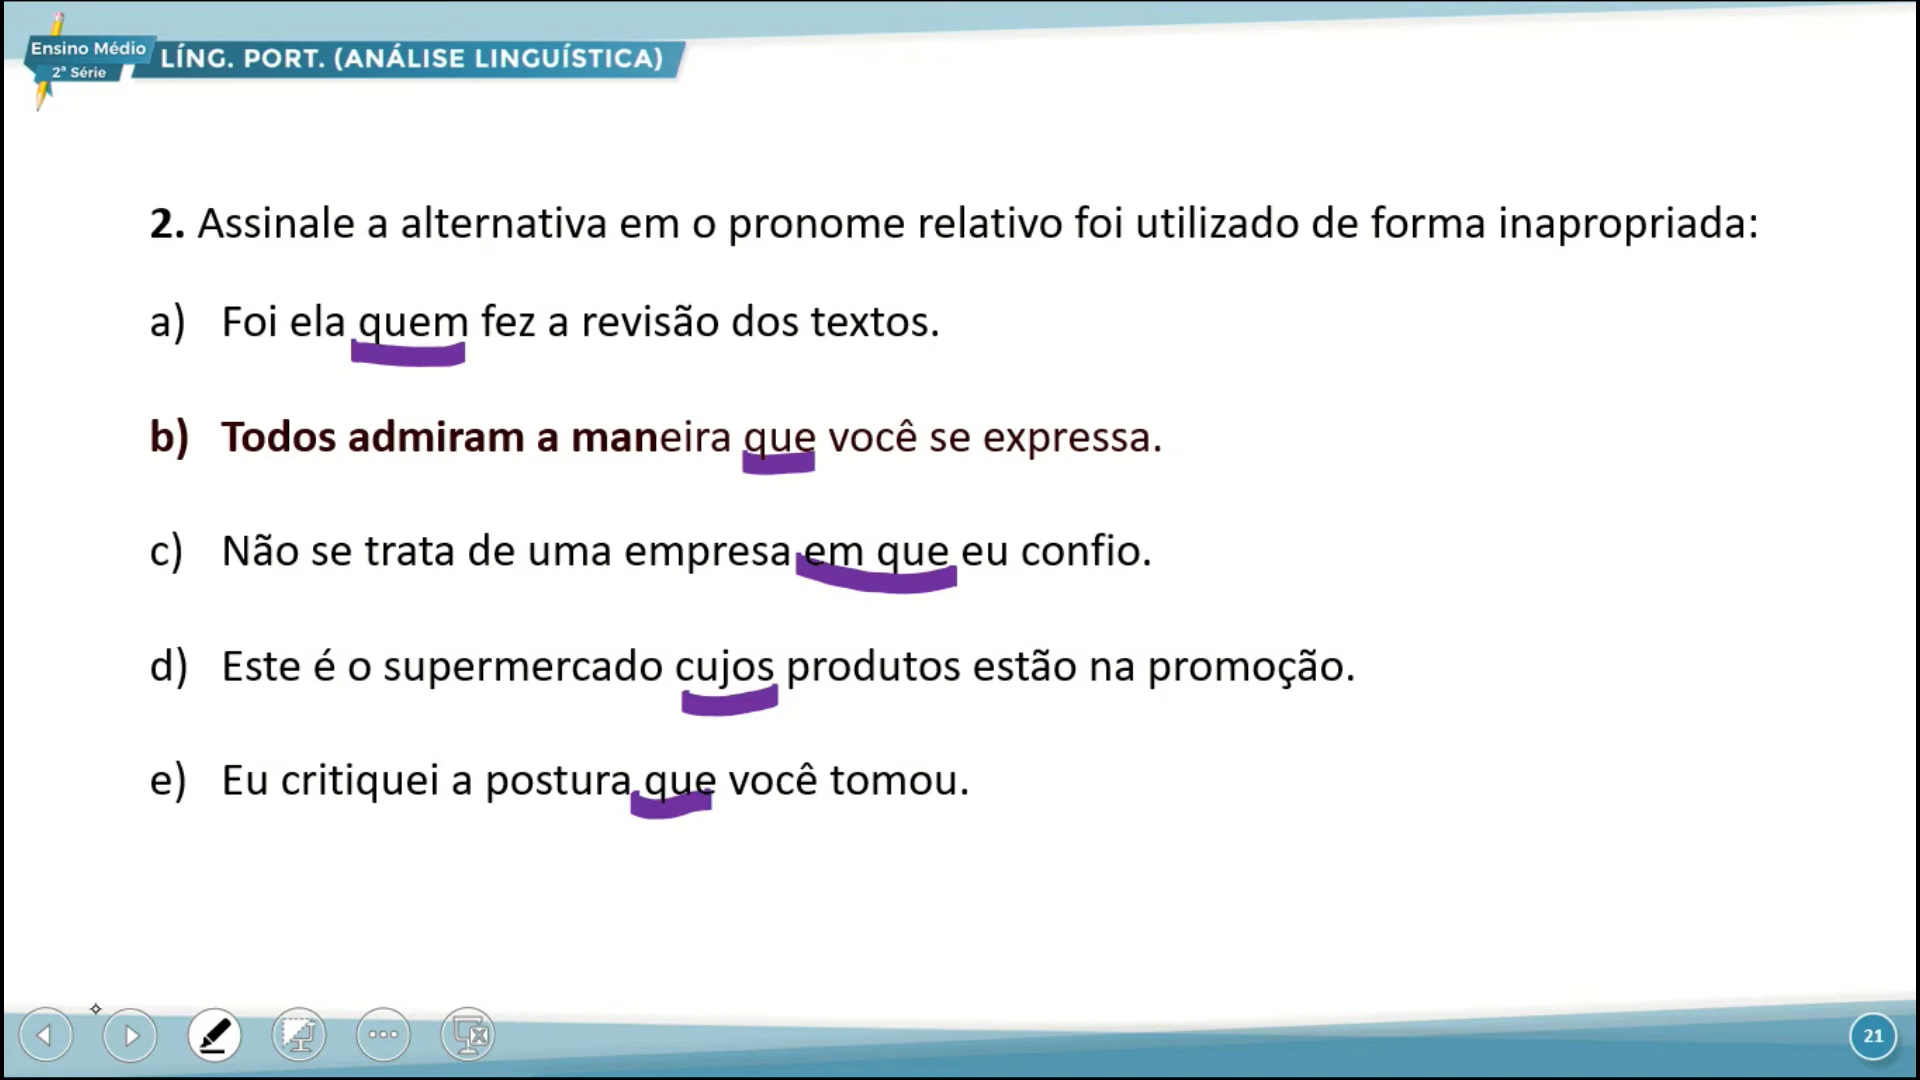 Ensino Médio
2ª Série
LÍNG. PORT. (ANÁLISE LINGUÍSTICA)
2. Assinale a alternativa em o pronome relativo foi utilizado de forma inapropriada:
a) Foi ela quem fez a revisão dos textos.
b) Todos admiram a maneira que você se expressa.
c) Não se trata de uma empresa em que eu confio.
d) Este é o supermercado cujos produtos estão na promoção.
e) Eu critiquei a postura que você tomou.
21